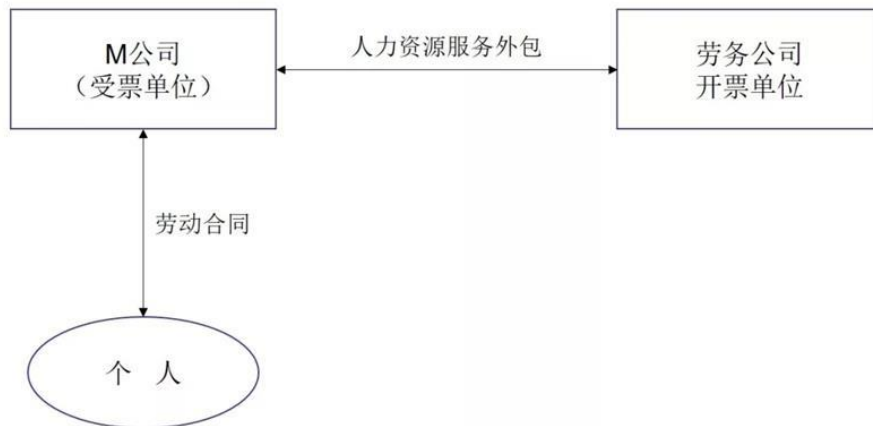 M公司
（受票单位）
人力资源服务外包
劳务公司
开票单位
劳动合同
个 人